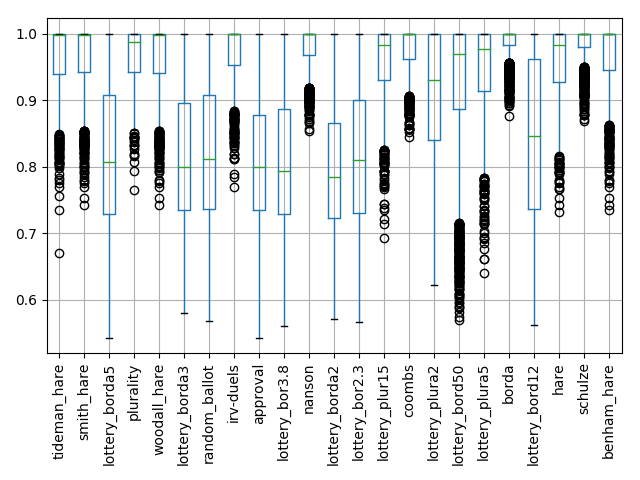 1.0
0.9
0.8
0.7
0.6
tideman_hare
smith_hare
lottery_borda5
plurality
woodall_hare
lottery_borda3
random_ballot
irv-duels
approval
lottery_bor3.8
nanson
lottery_borda2
lottery_bor2.3
lottery_plur15
coombs
lottery_plura2
lottery_bord50
lottery_plura5
borda
lottery_bord12
hare
schulze
benham_hare